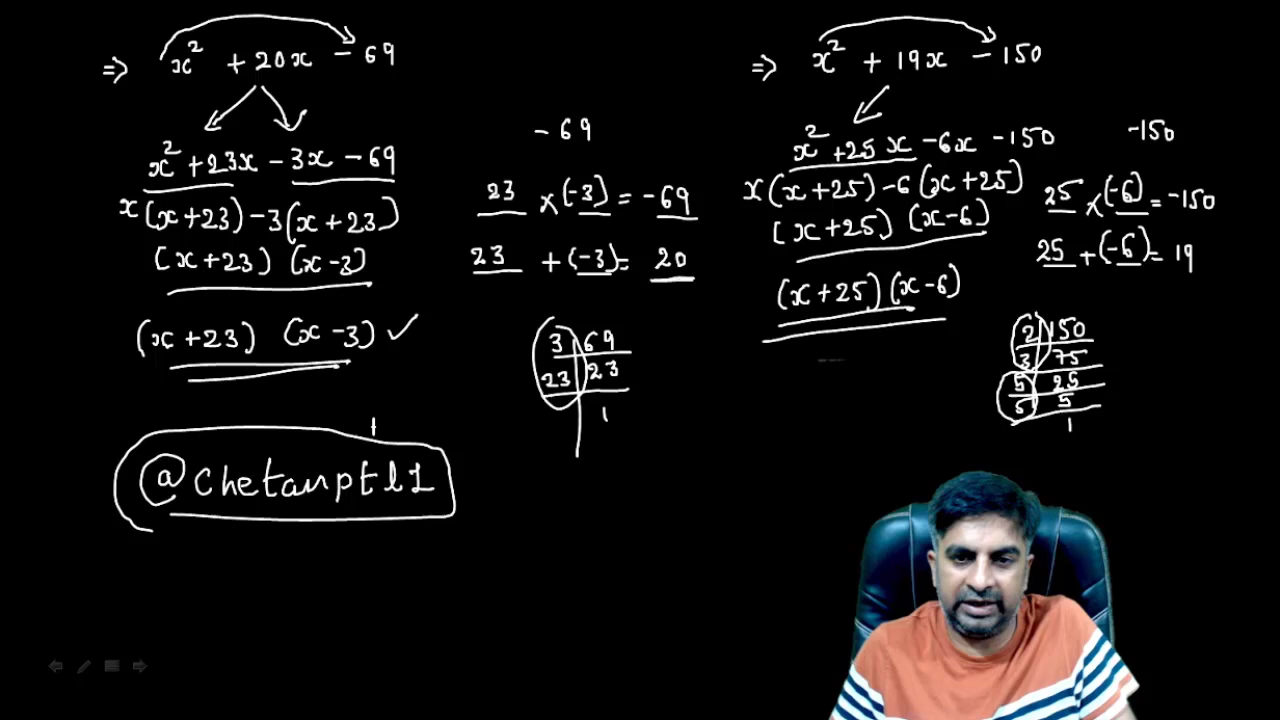 ⇒ x² + 20x − 69
x² + 23x − 3x − 69
x(x + 23) − 3(x + 23)
(x + 23) (x − 3)
(x + 23) (x − 3) ✓
− 69
23 × (−3) = −69
23 + (−3) = 20
3 | 69
23 | 23
1
@chetanptl1
⇒ x² + 19x − 150
x² + 25x − 6x − 150
x(x + 25) − 6(x + 25)
(x + 25) (x − 6)
(x + 25) (x − 6)
−150
25 × (−6) = −150
25 + (−6) = 19
2 | 150
3 | 75
5 | 25
5 | 5
1